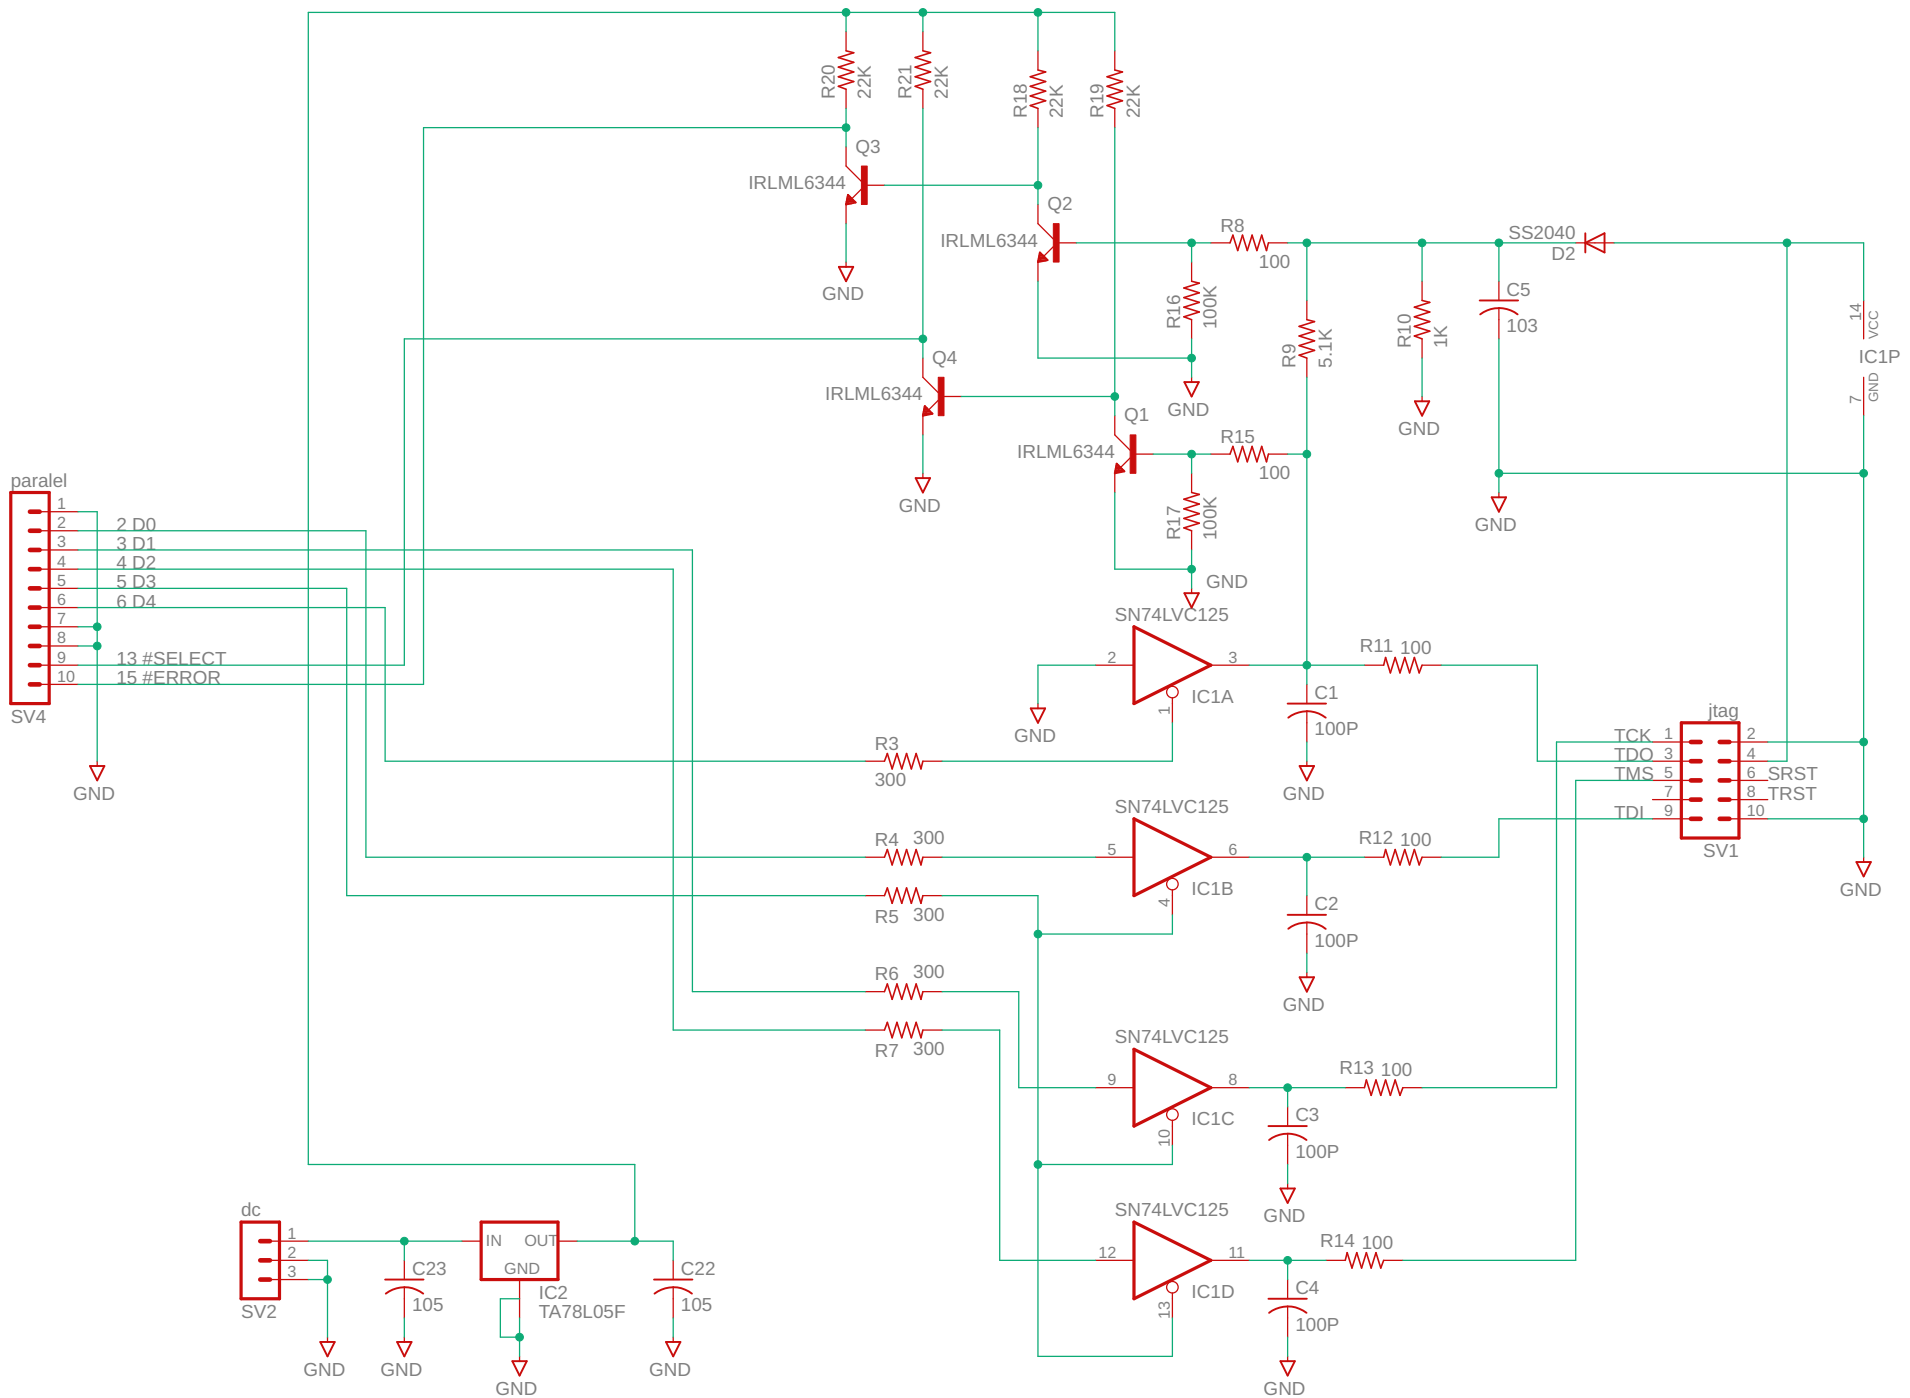 R20
22K
R21
22K
R18
22K
R19
22K
Q3
IRLML6344
GND
Q2
IRLML6344
R8
100
SS2040
D2
R16
100K
GND
R9
5.1K
R10
1K
GND
C5
103
GND
14
VCC
IC1P
7
GND
Q4
IRLML6344
GND
Q1
IRLML6344
R15
100
R17
100K
GND
paralel
1
2
3
4
5
6
7
8
9
10
2 D0
3 D1
4 D2
5 D3
6 D4
13 #SELECT
15 #ERROR
SV4
GND
SN74LVC125
2
3
1
IC1A
GND
R11 100
C1
100P
GND
R3
300
SN74LVC125
R4 300
5
6
4
IC1B
R12 100
R5 300
C2
100P
GND
jtag
TCK 1
TDO 3
TMS 5
7
TDI 9
2
4
6 SRST
8 TRST
10
SV1
GND
R6 300
R7 300
SN74LVC125
9
8
10
IC1C
R13 100
C3
100P
GND
SN74LVC125
12
11
13
IC1D
R14 100
C4
100P
GND
dc
1
2
3
SV2
GND
C23
105
GND
IN OUT
GND
IC2
TA78L05F
GND
C22
105
GND